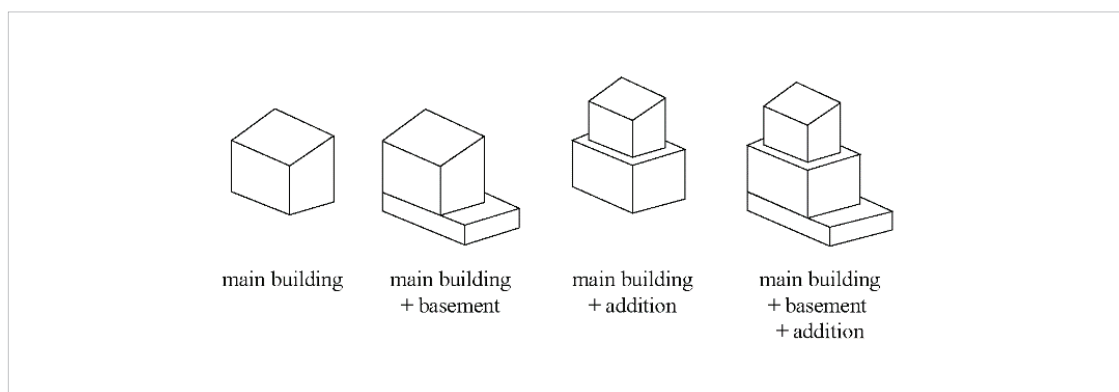 main building
main building
+ basement
main building
+ addition
main building
+ basement
+ addition